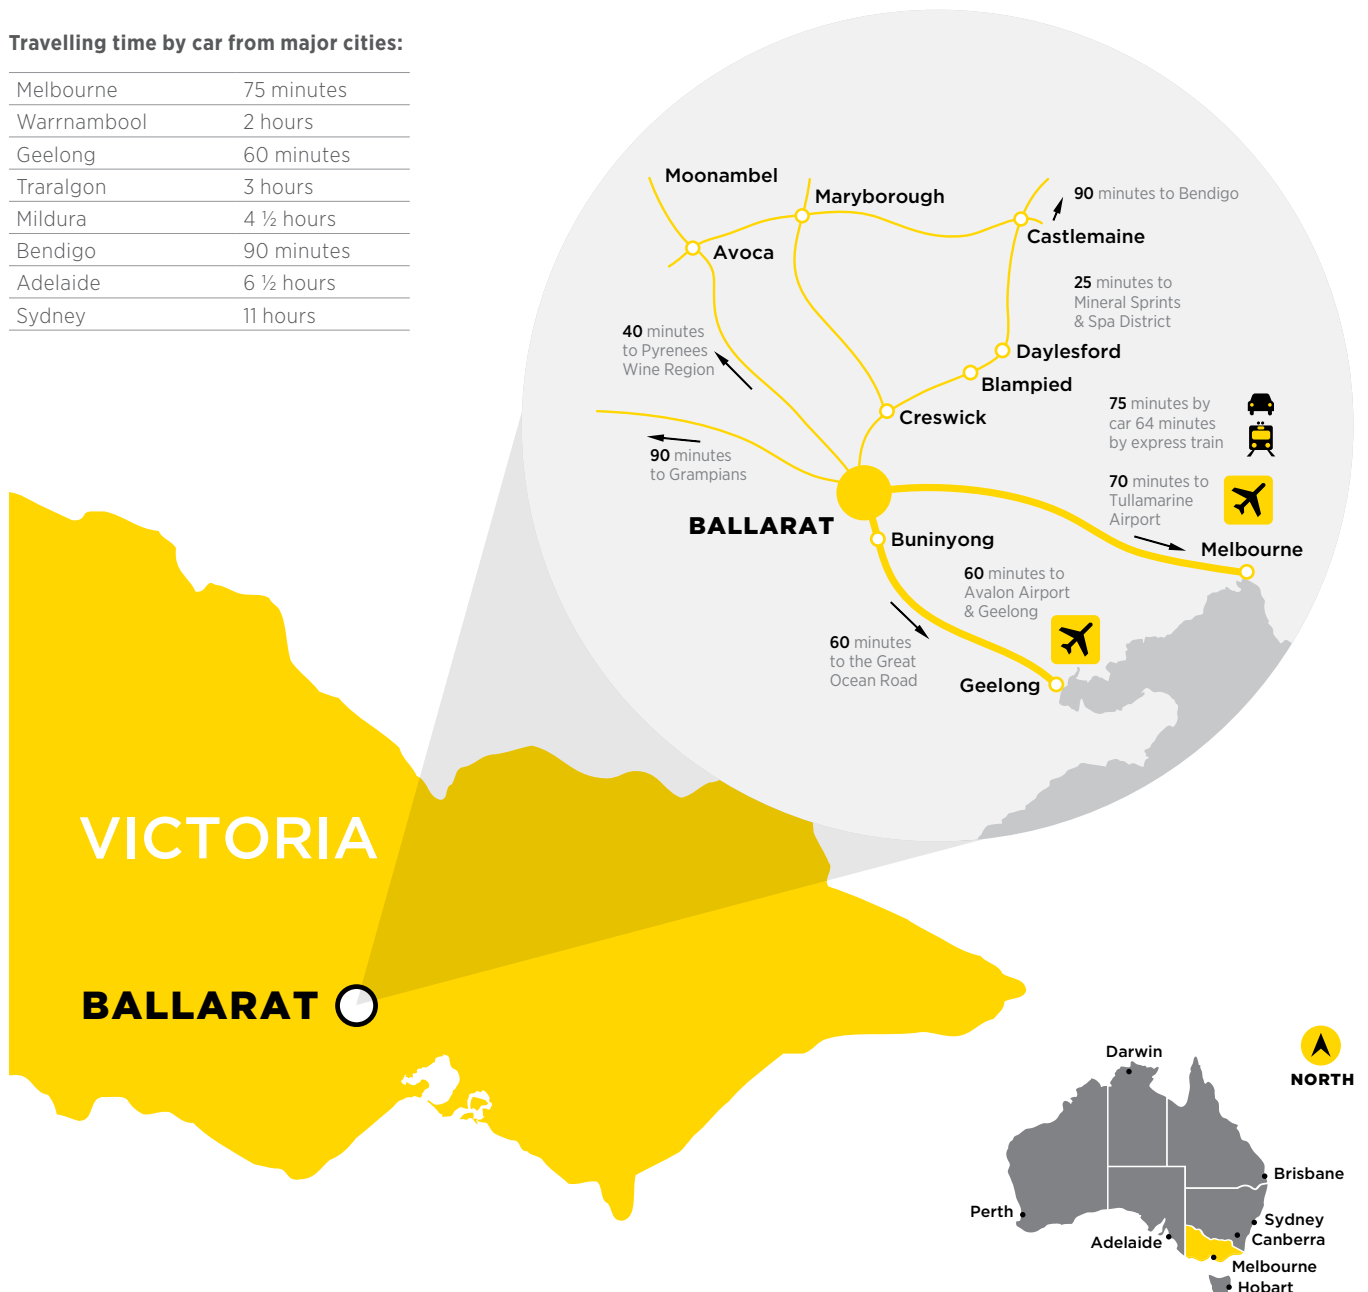 Travelling time by car from major cities:
Melbourne 75 minutes
Warrnambool 2 hours
Geelong 60 minutes
Traralgon 3 hours
Mildura 4 ½ hours
Bendigo 90 minutes
Adelaide 6 ½ hours
Sydney 11 hours
Moonambel
Maryborough
90 minutes to Bendigo
Castlemaine
Avoca
25 minutes to
Mineral Sprints
& Spa District
40 minutes
to Pyrenees
Wine Region
Daylesford
Blampied
Creswick
75 minutes by
car 64 minutes
by express train
90 minutes
to Grampians
70 minutes to
Tullamarine
Airport
BALLARAT
Buninyong
Melbourne
60 minutes to
Avalon Airport
& Geelong
60 minutes
to the Great
Ocean Road
Geelong
VICTORIA
BALLARAT
NORTH
Darwin
Brisbane
Perth
Sydney
Canberra
Adelaide
Melbourne
Hobart